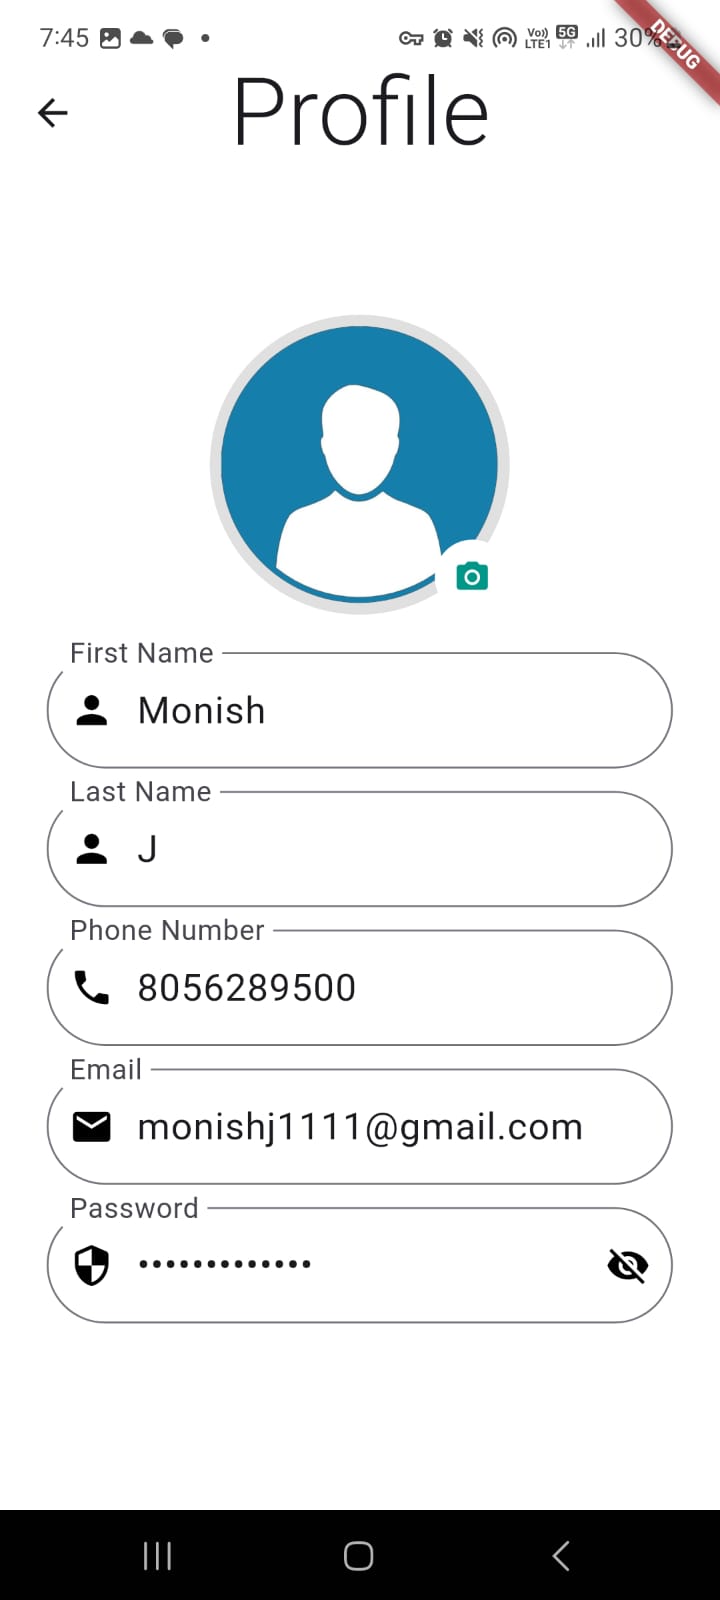 7:45 Vo)) LTE1 5G 30%
DEBUG
Profile
First Name
Monish
Last Name
J
Phone Number
8056289500
Email
monishj1111@gmail.com
Password
•••••••••••••